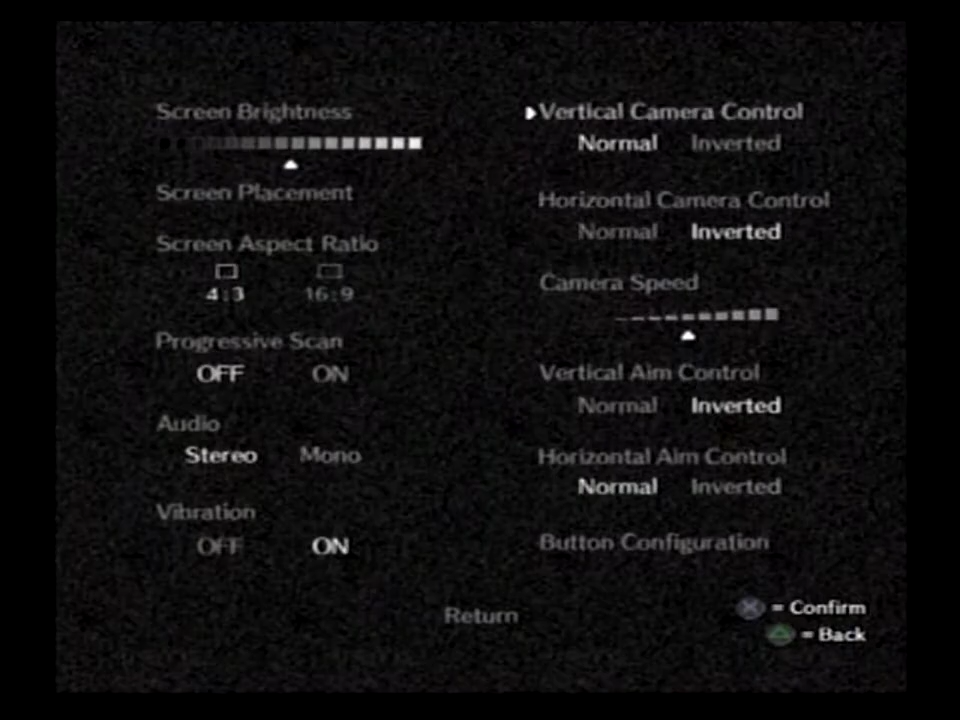 Screen Brightness
Screen Placement
Screen Aspect Ratio
4:3 16:9
Progressive Scan
OFF ON
Audio
Stereo Mono
Vibration
OFF ON
Vertical Camera Control
Normal Inverted
Horizontal Camera Control
Normal Inverted
Camera Speed
Vertical Aim Control
Normal Inverted
Horizontal Aim Control
Normal Inverted
Button Configuration
Return
= Confirm
= Back